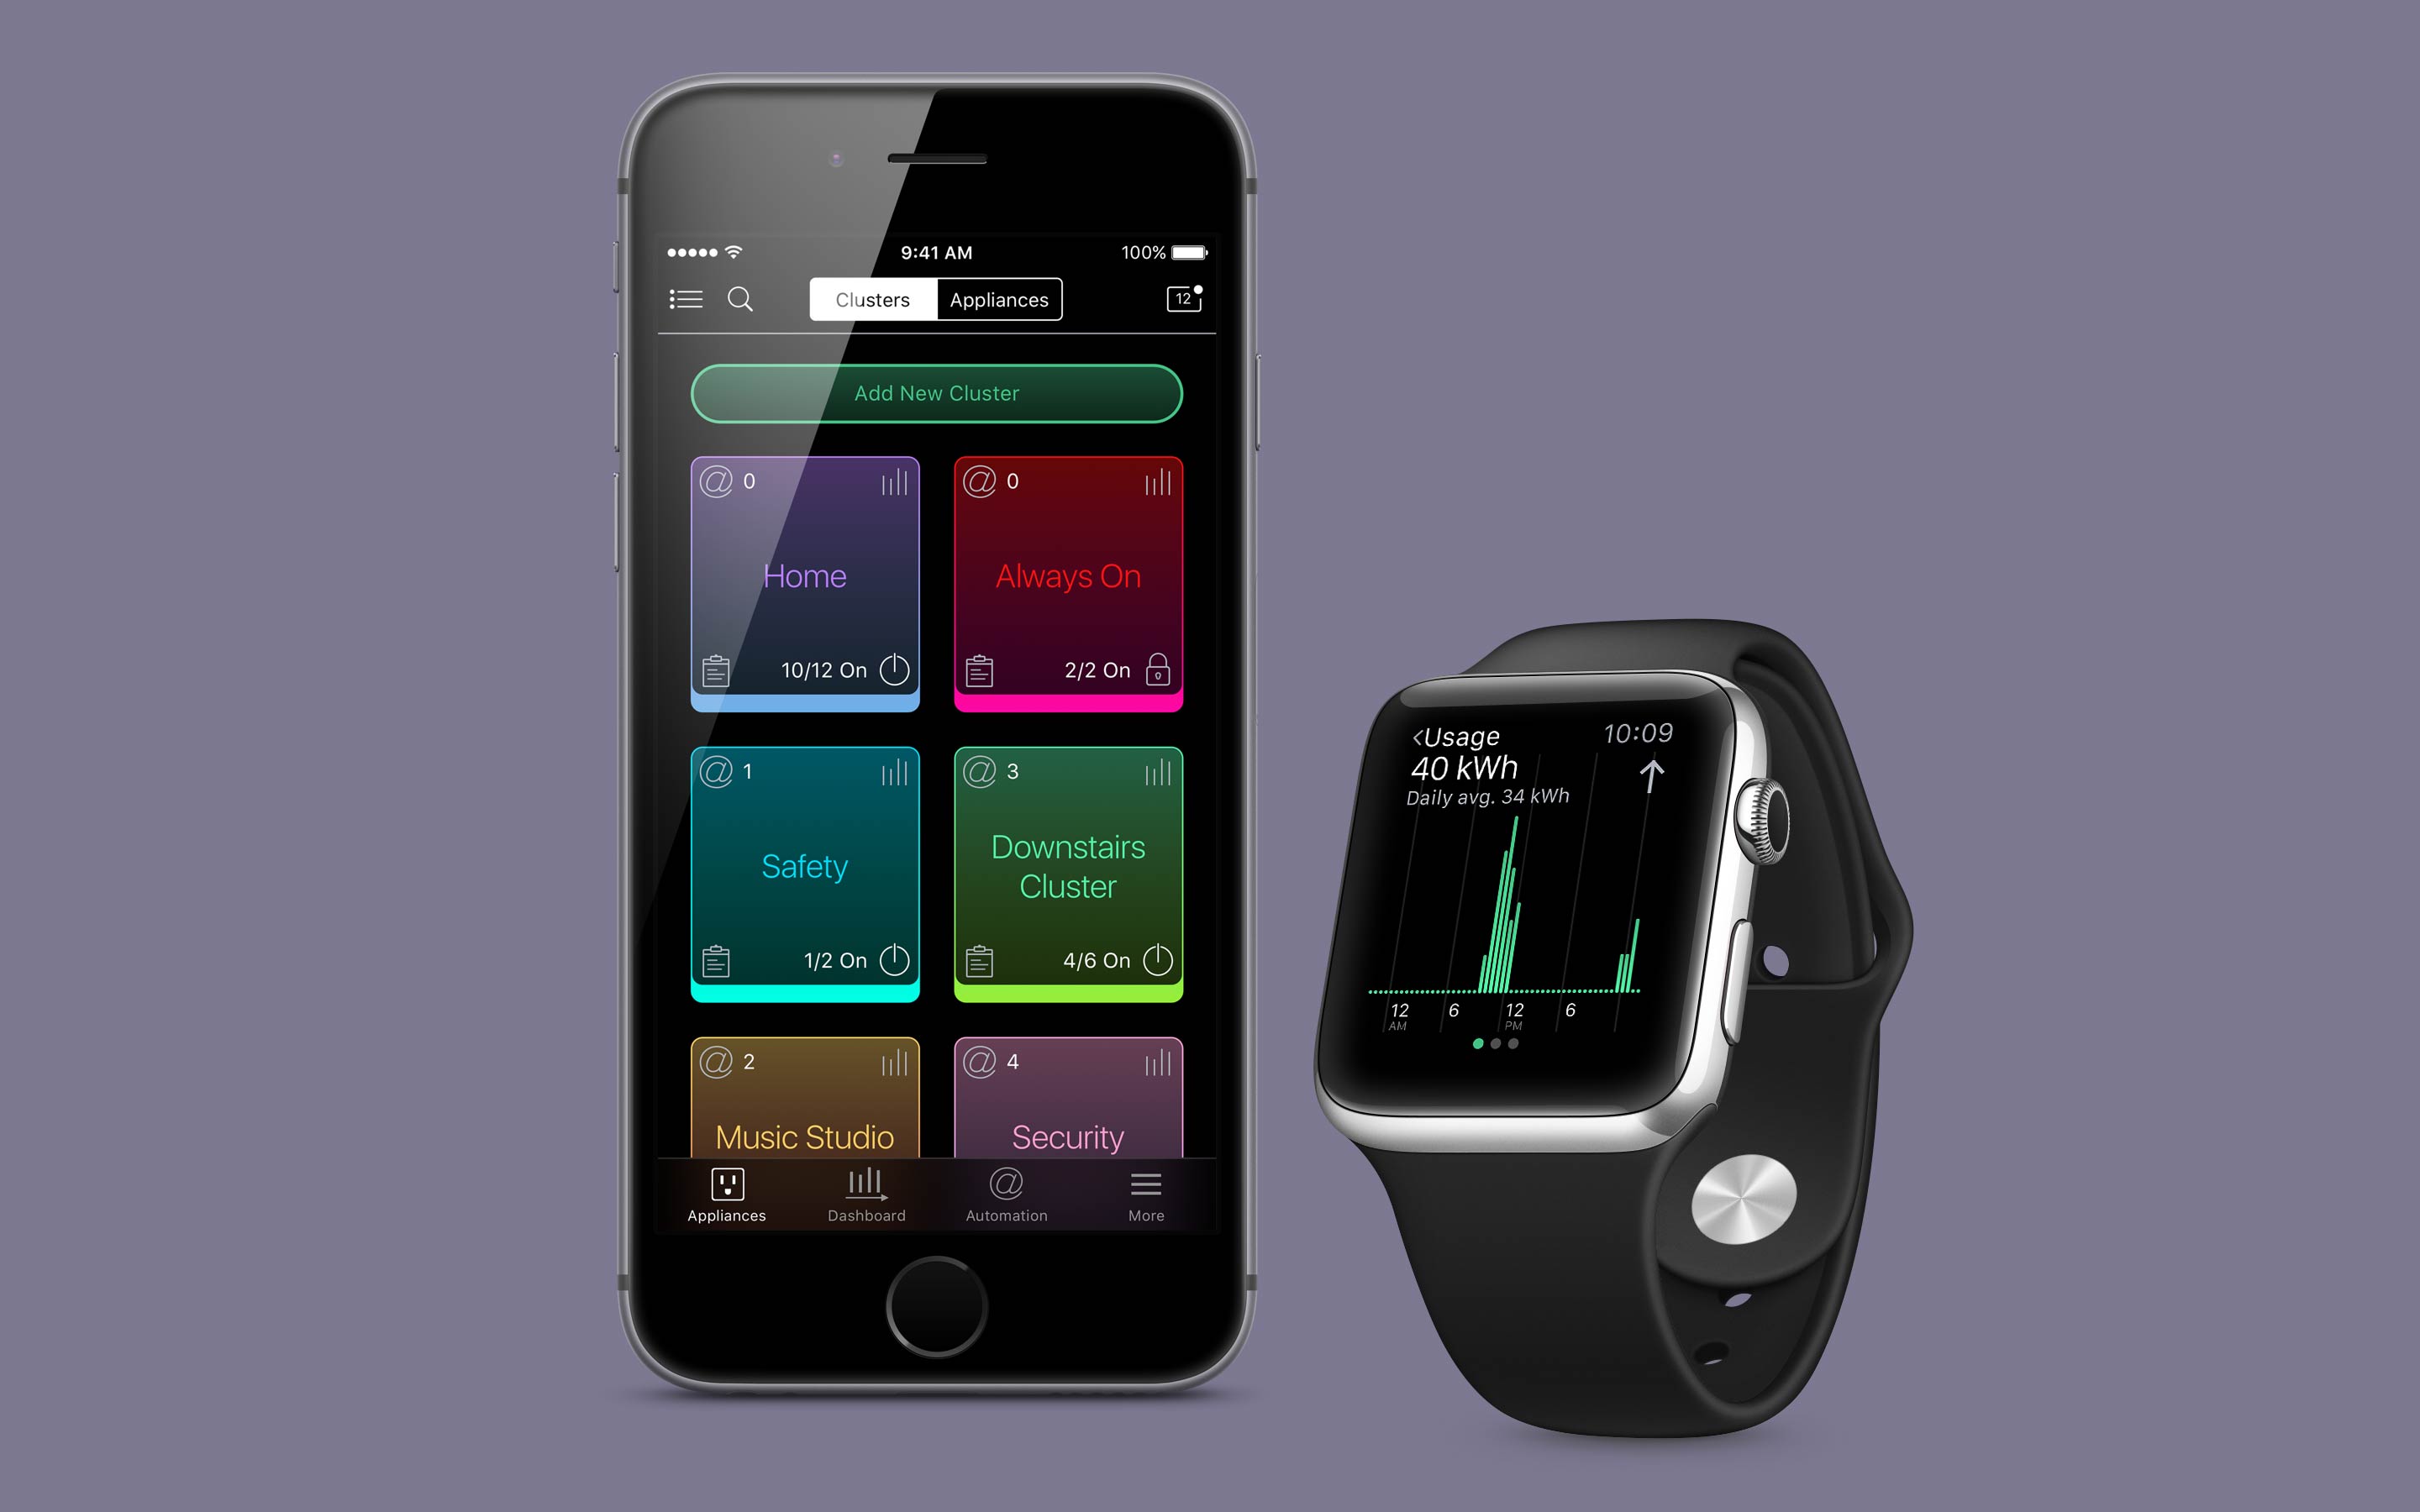 9:41 AM
100%
Clusters
Appliances
12
Add New Cluster
@ 0
Home
10/12 On
@ 0
Always On
2/2 On
@ 1
Safety
1/2 On
@ 3
Downstairs
Cluster
4/6 On
@ 2
Music Studio
@ 4
Security
Appliances
Dashboard
@
Automation
More
<Usage
10:09
40 kWh
Daily avg. 34 kWh
12
AM
6
12
PM
6